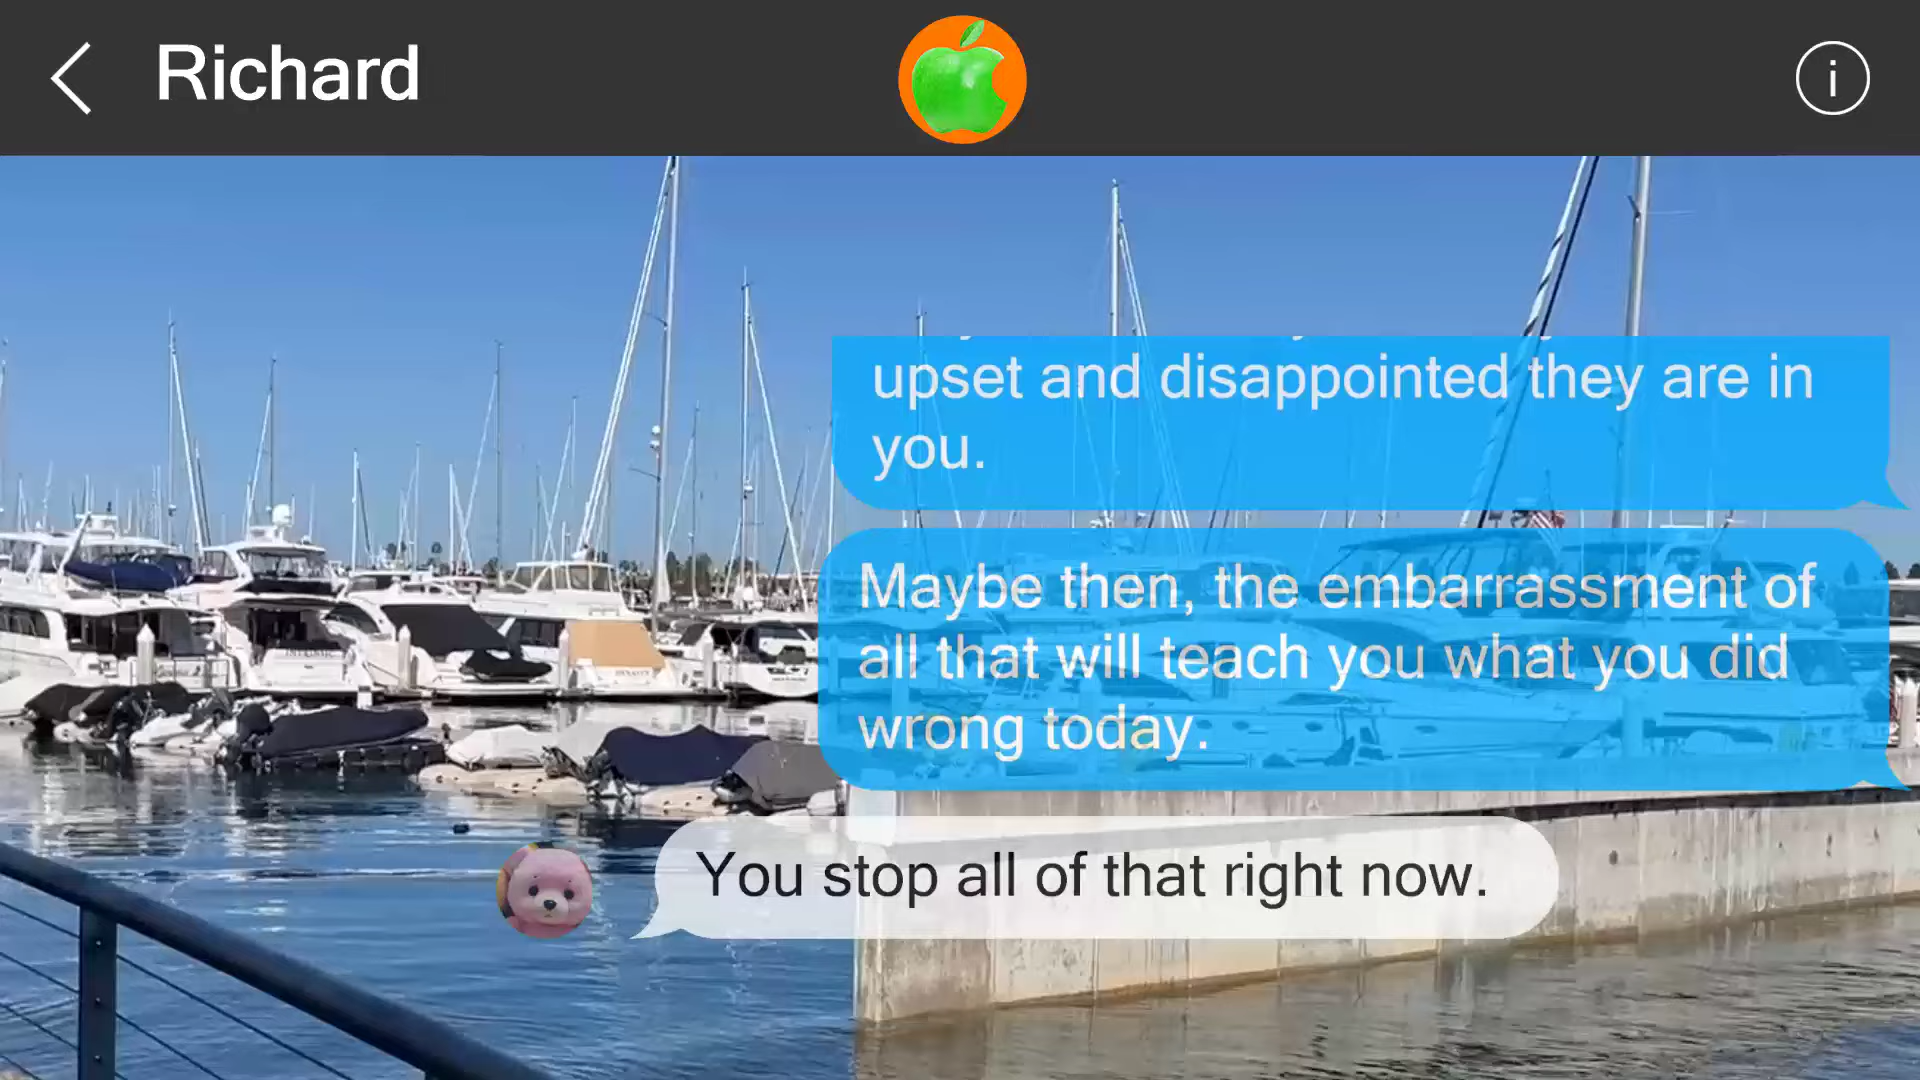 Richard
i
upset and disappointed they are in
you.
Maybe then, the embarrassment of
all that will teach you what you did
wrong today.
You stop all of that right now.